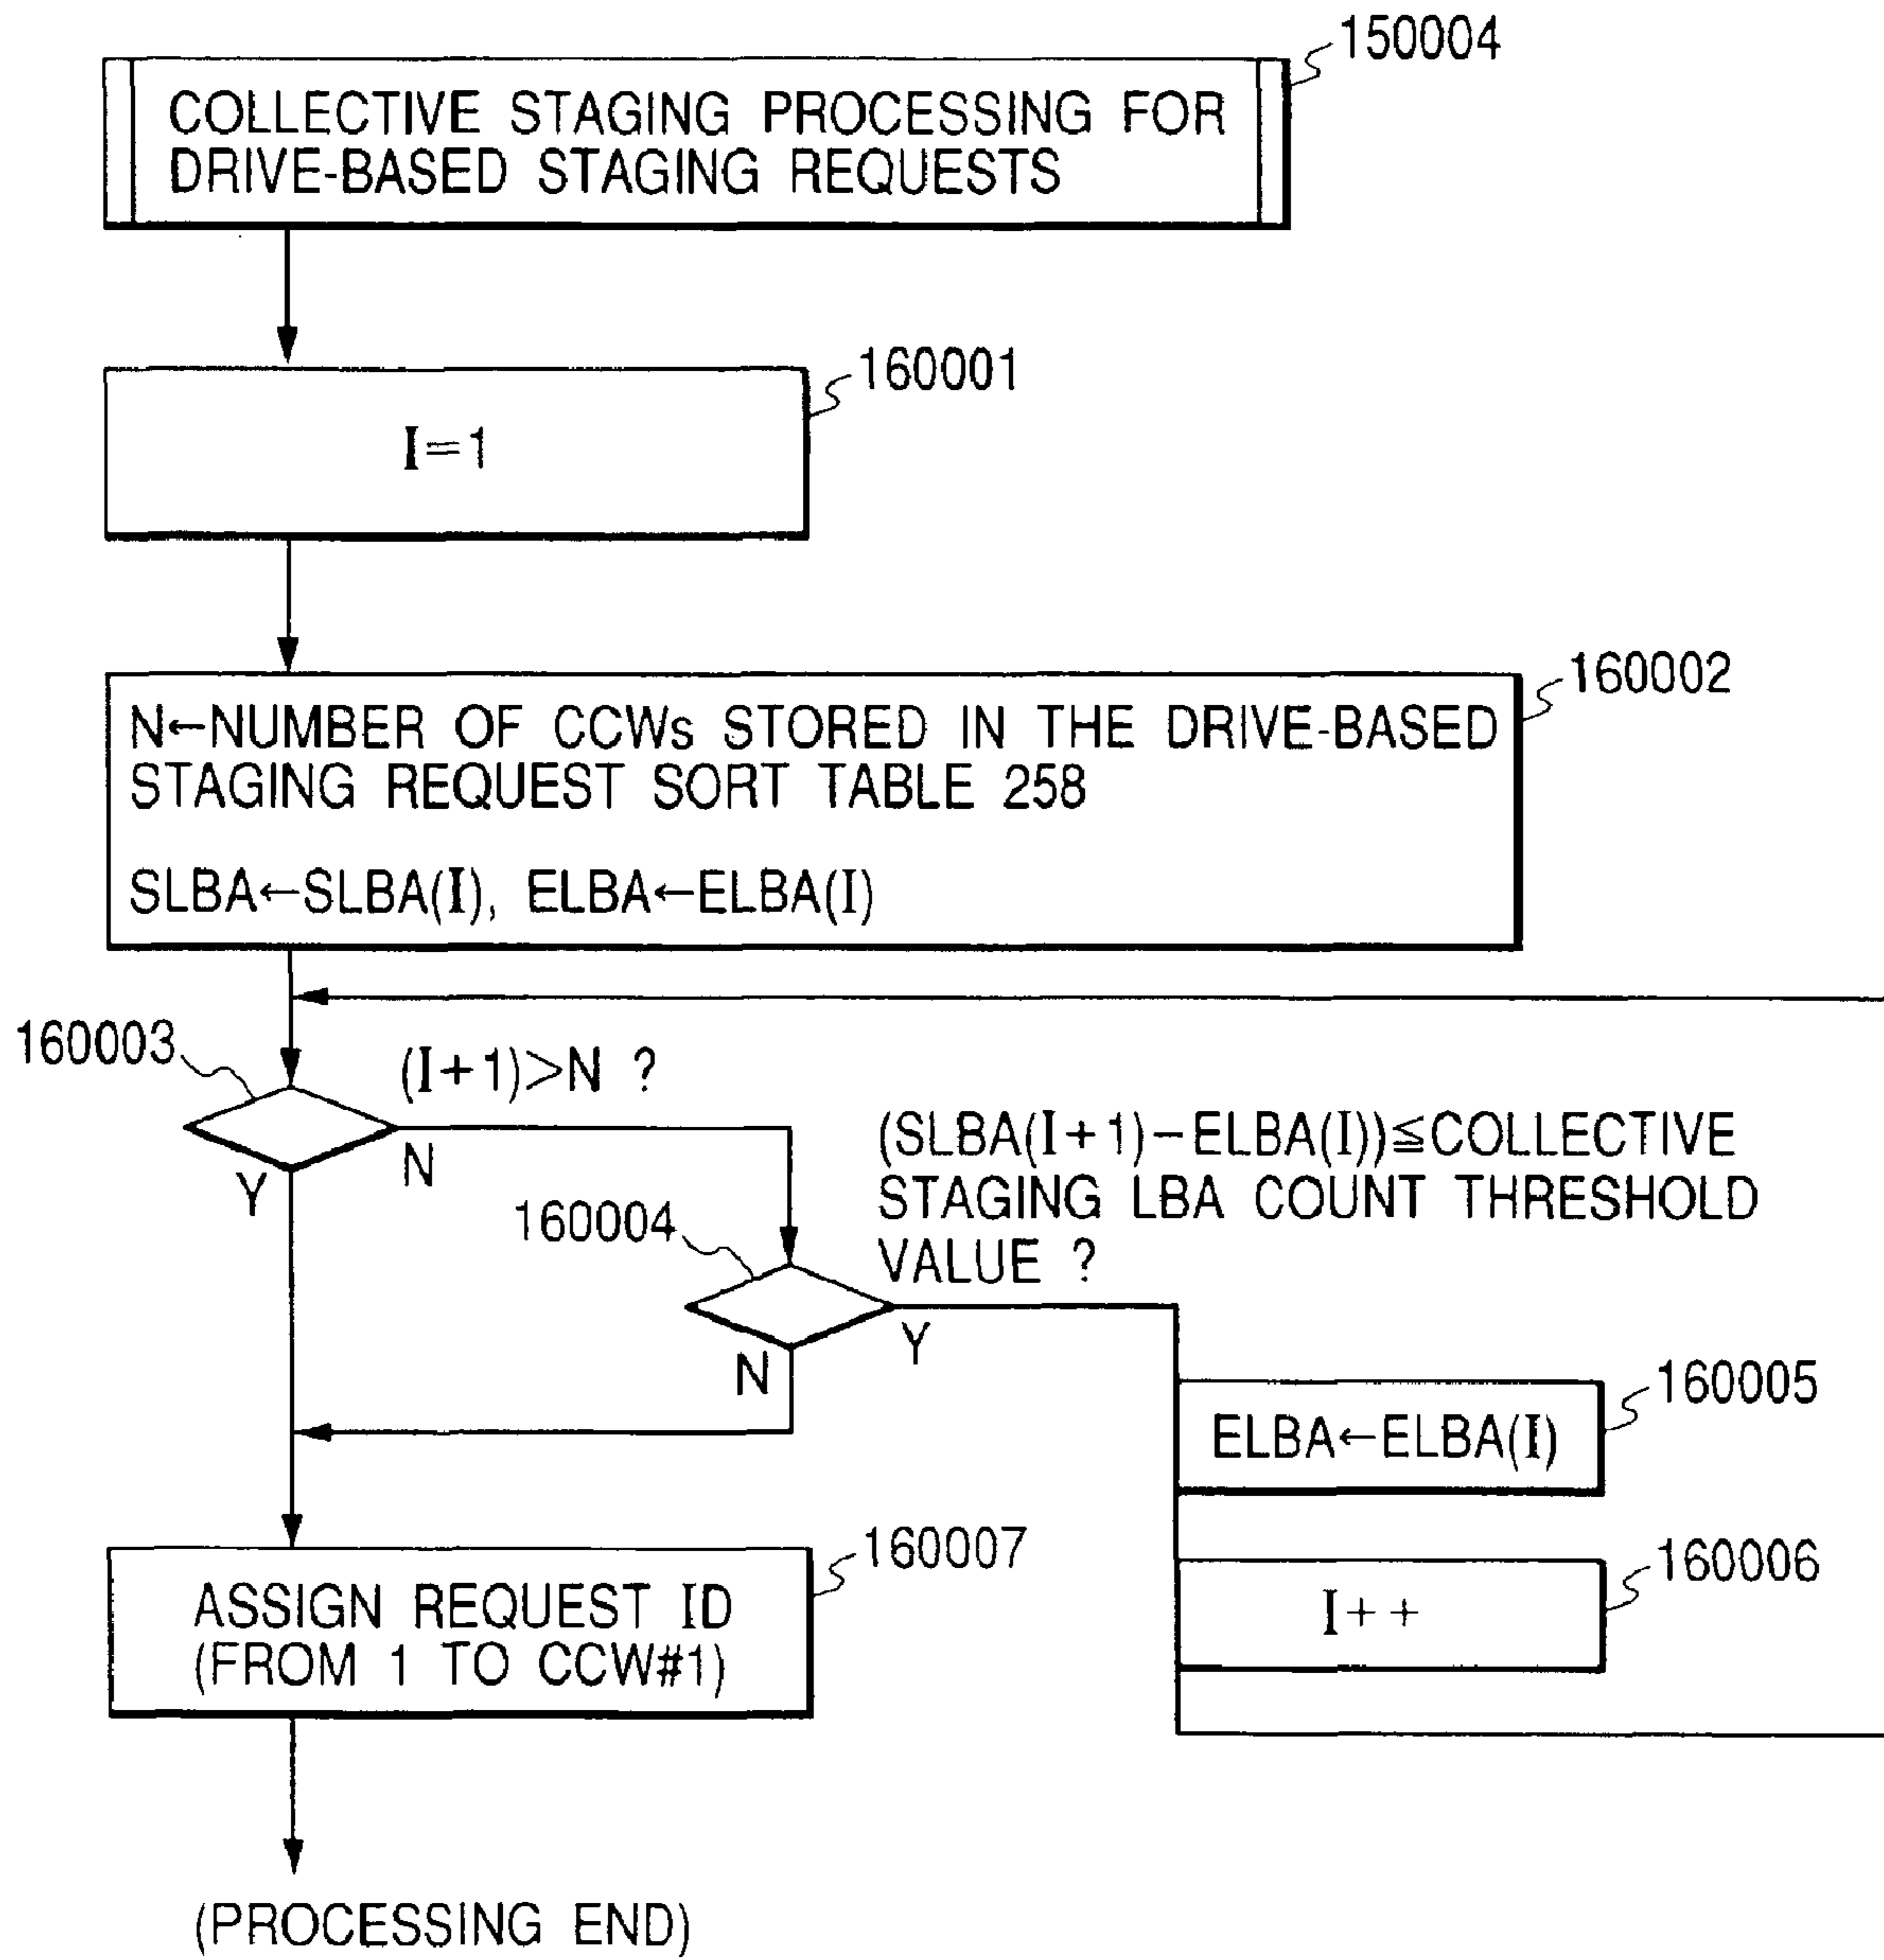 150004
COLLECTIVE STAGING PROCESSING FOR
DRIVE-BASED STAGING REQUESTS
160001
I=1
160002
N←NUMBER OF CCWs STORED IN THE DRIVE-BASED
STAGING REQUEST SORT TABLE 258
SLBA←SLBA(I), ELBA←ELBA(I)
160003
(I+1)>N ?
N
Y
(SLBA(I+1)−ELBA(I))≦COLLECTIVE
STAGING LBA COUNT THRESHOLD
VALUE ?
160004
Y
N
160005
ELBA←ELBA(I)
160006
I++
160007
ASSIGN REQUEST ID
(FROM 1 TO CCW#1)
(PROCESSING END)